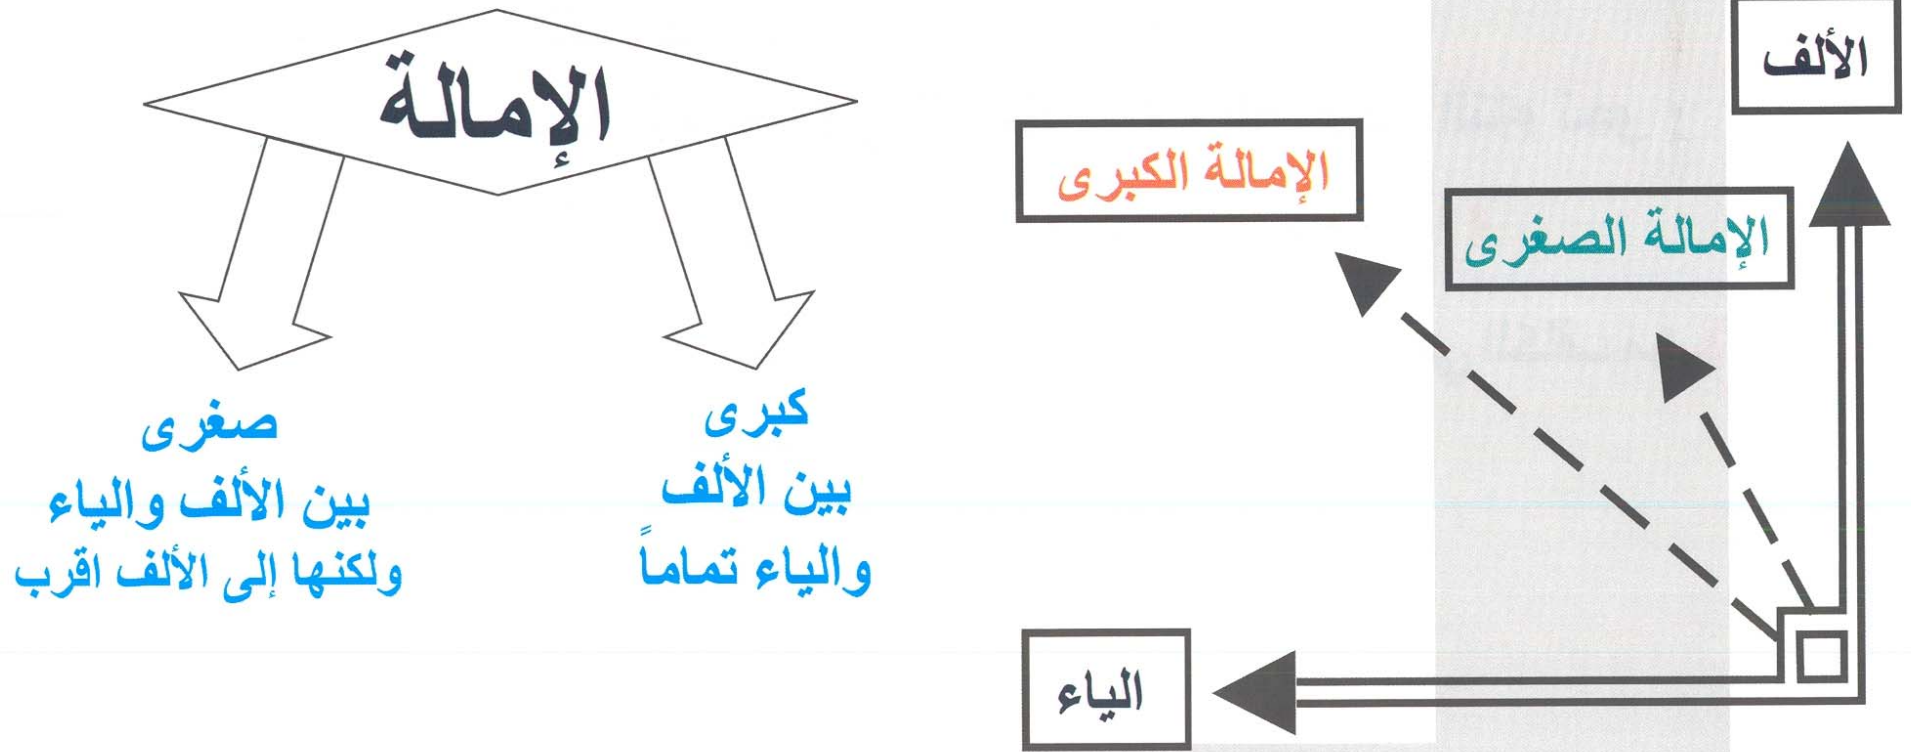 الألف
الإمالة الكبرى
الإمالة الصغرى
الياء
الإمالة
كبرى
بين الألف
والياء تماماً
صغرى
بين الألف والياء
ولكنها إلى الألف اقرب